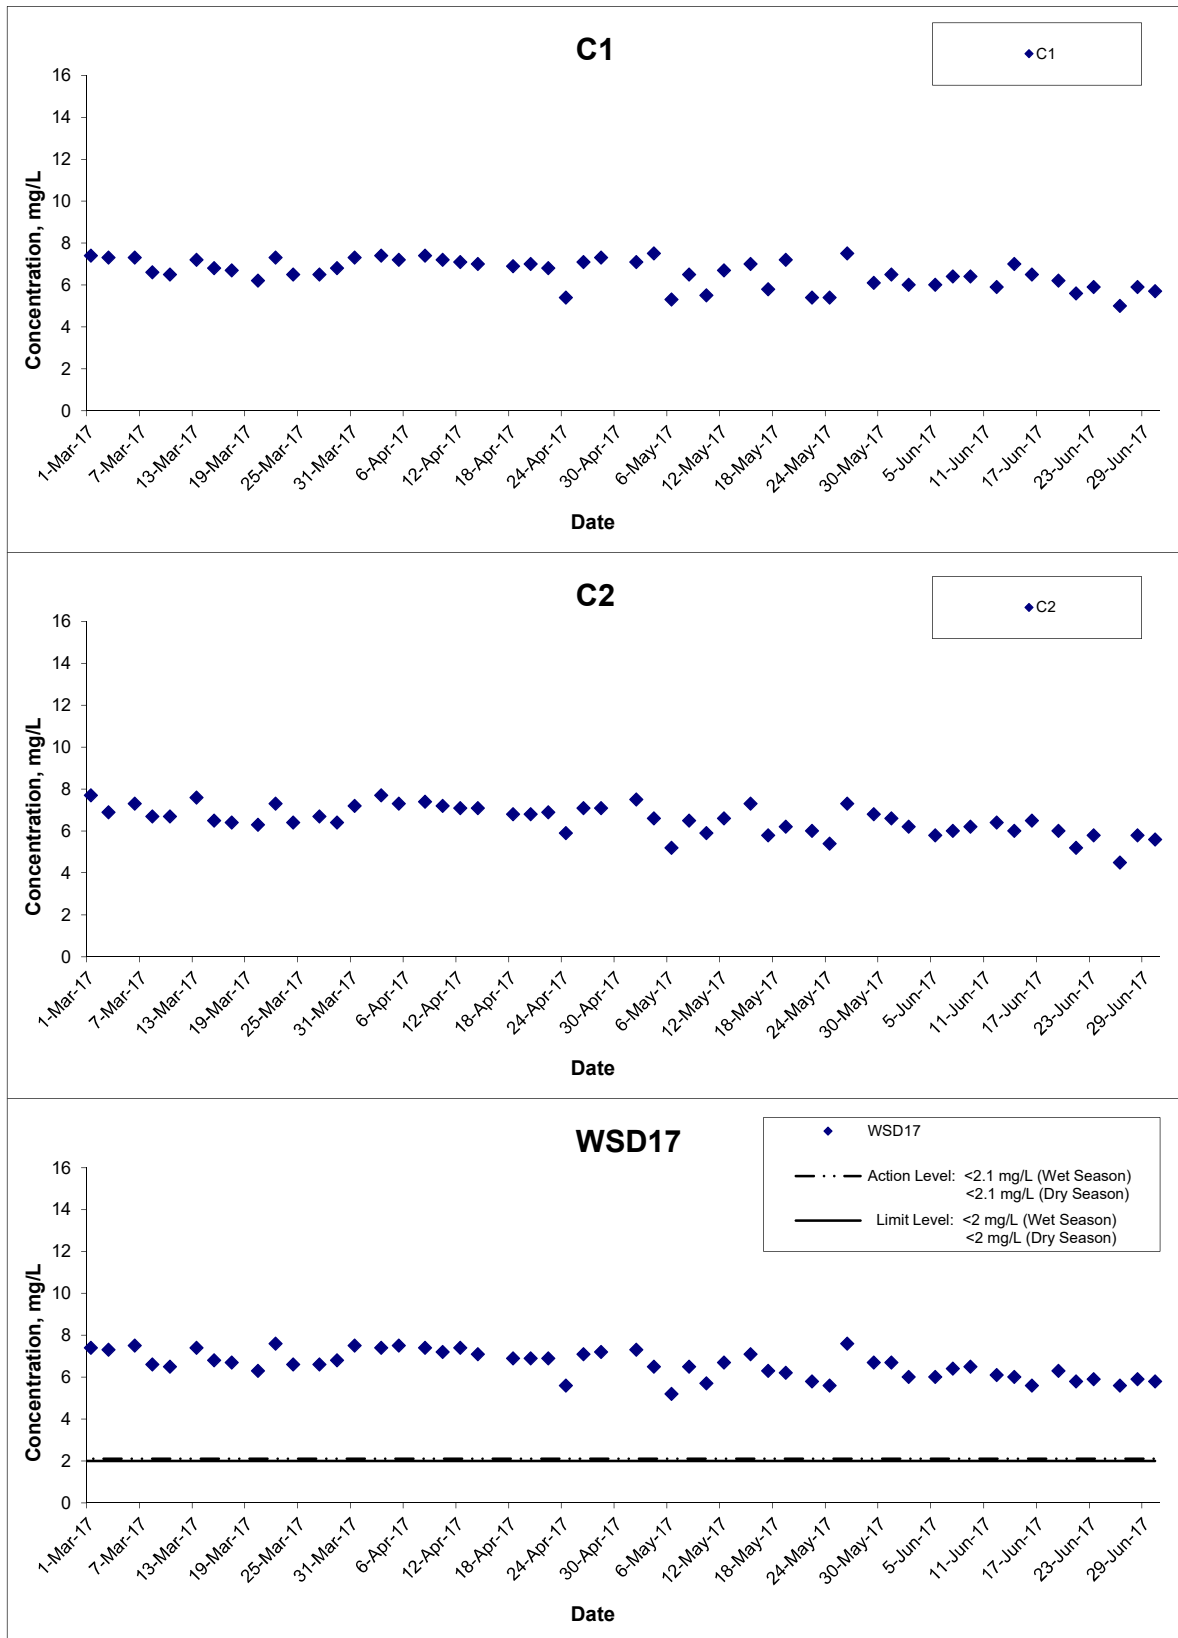 C1
C1
16
14
12
10
8
6
4
2
0
Concentration, mg/L
1-Mar-17
7-Mar-17
13-Mar-17
19-Mar-17
25-Mar-17
31-Mar-17
6-Apr-17
12-Apr-17
18-Apr-17
24-Apr-17
30-Apr-17
6-May-17
12-May-17
18-May-17
24-May-17
30-May-17
5-Jun-17
11-Jun-17
17-Jun-17
23-Jun-17
29-Jun-17
Date
C2
C2
16
14
12
10
8
6
4
2
0
Concentration, mg/L
1-Mar-17
7-Mar-17
13-Mar-17
19-Mar-17
25-Mar-17
31-Mar-17
6-Apr-17
12-Apr-17
18-Apr-17
24-Apr-17
30-Apr-17
6-May-17
12-May-17
18-May-17
24-May-17
30-May-17
5-Jun-17
11-Jun-17
17-Jun-17
23-Jun-17
29-Jun-17
Date
WSD17
WSD17
Action Level: <2.1 mg/L (Wet Season)
<2.1 mg/L (Dry Season)
Limit Level: <2 mg/L (Wet Season)
<2 mg/L (Dry Season)
16
14
12
10
8
6
4
2
0
Concentration, mg/L
1-Mar-17
7-Mar-17
13-Mar-17
19-Mar-17
25-Mar-17
31-Mar-17
6-Apr-17
12-Apr-17
18-Apr-17
24-Apr-17
30-Apr-17
6-May-17
12-May-17
18-May-17
24-May-17
30-May-17
5-Jun-17
11-Jun-17
17-Jun-17
23-Jun-17
29-Jun-17
Date